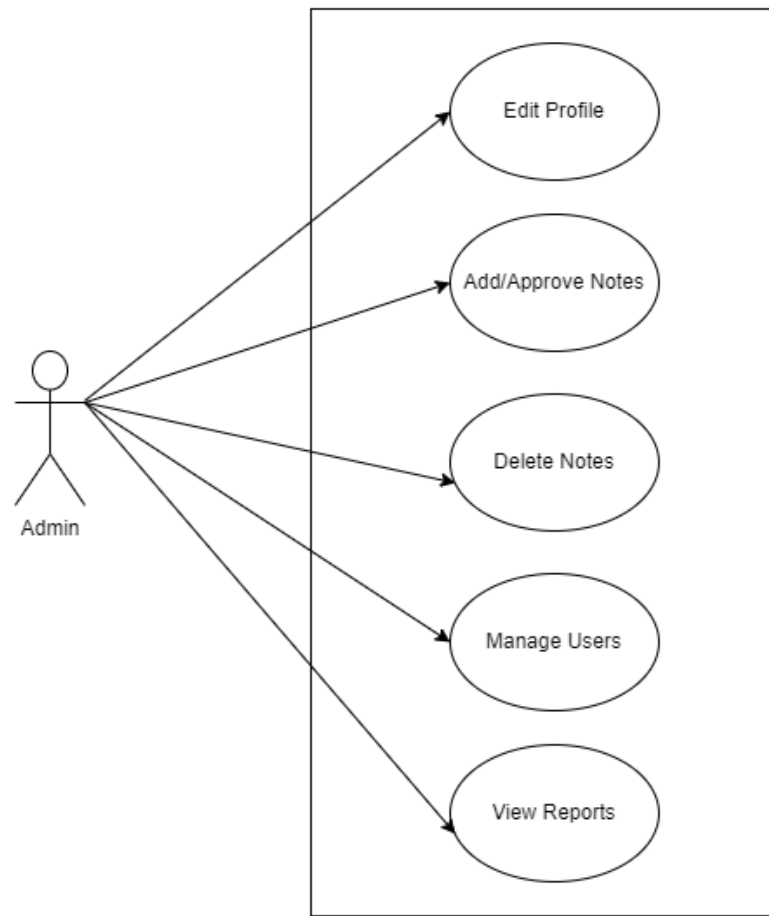 Edit Profile
Add/Approve Notes
Delete Notes
Admin
Manage Users
View Reports